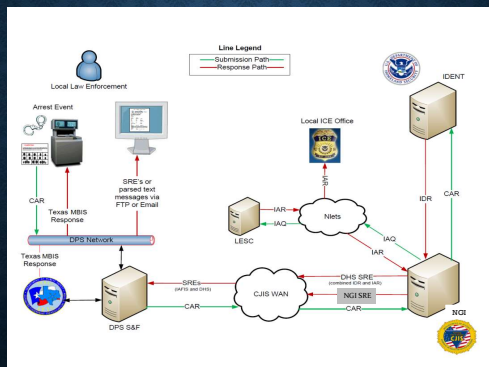 Line Legend
Submission Path
Response Path
Local Law Enforcement
IDENT
Arrest Event
Local ICE Office
ICE
CAR
Texas MBIS
Response
SRE's or
parsed text
messages via
FTP or Email
IAR
IDR
CAR
LESC
IAR
IAQ
Nlets
IAQ
IAR
DPS Network
Texas MBIS
Response
SREs
(IAFIS and DHS)
CAR
DPS S&F
CJIS WAN
DHS SRE
(combined IDR and IAR)
NGI SRE
CAR
NGI
CJIS